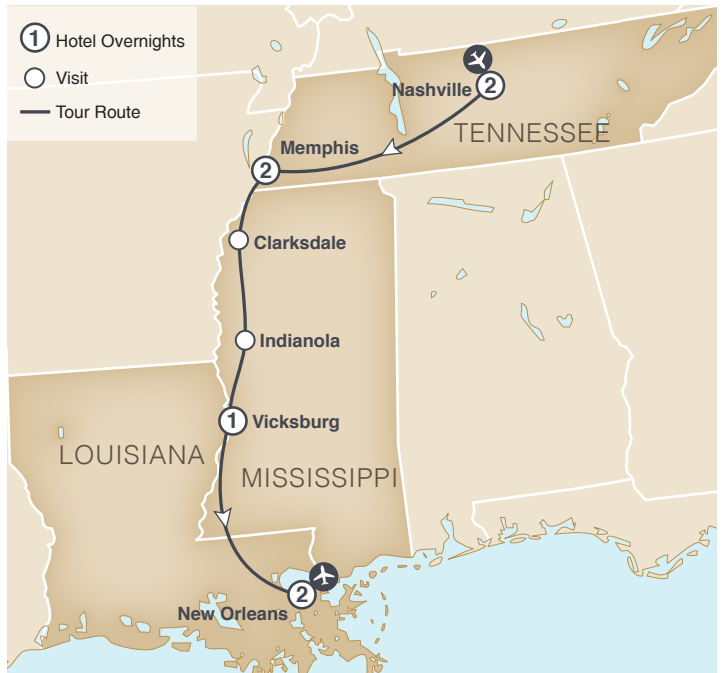 1 Hotel Overnights
Visit
Tour Route
Nashville 2
TENNESSEE
Memphis
2
Clarksdale
Indianola
1 Vicksburg
LOUISIANA
MISSISSIPPI
2
New Orleans